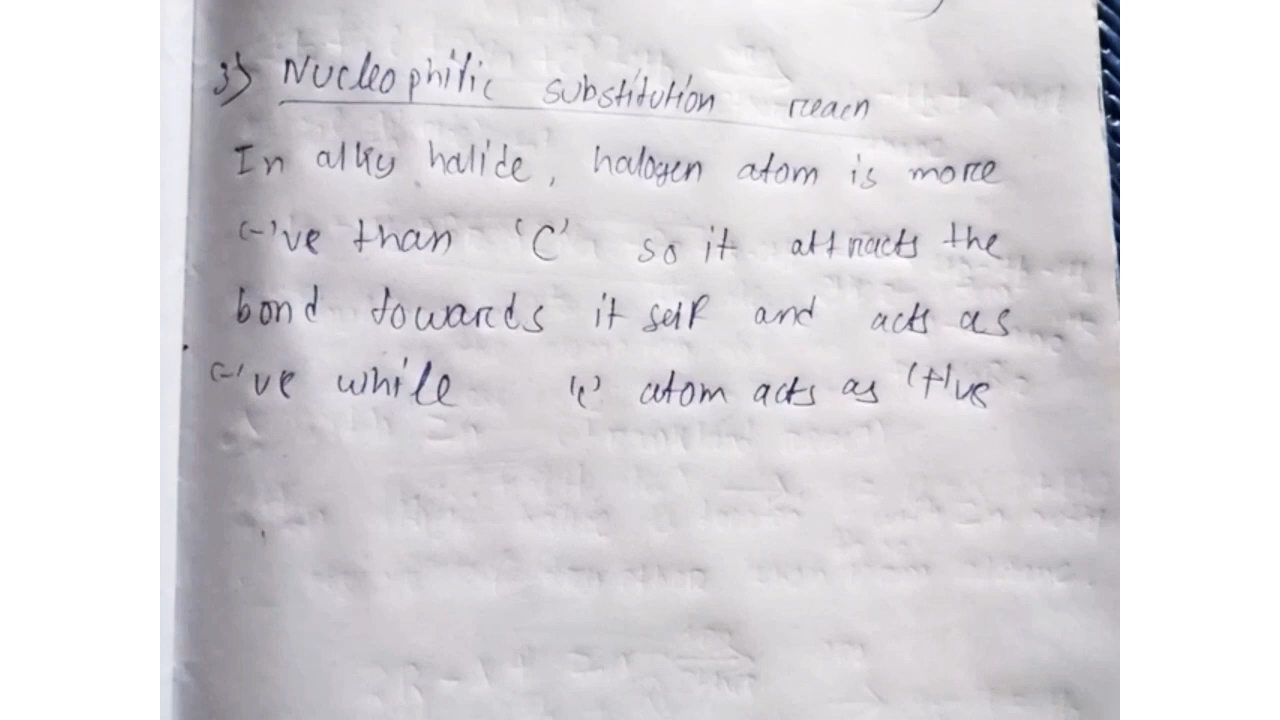 3) Nucleophilic substitution reacn
In alky halide, halogen atom is more
(-)'ve than 'C' so it attracts the
bond towards it self and acts as
(-)'ve while 'c' atom acts as (+)'ve